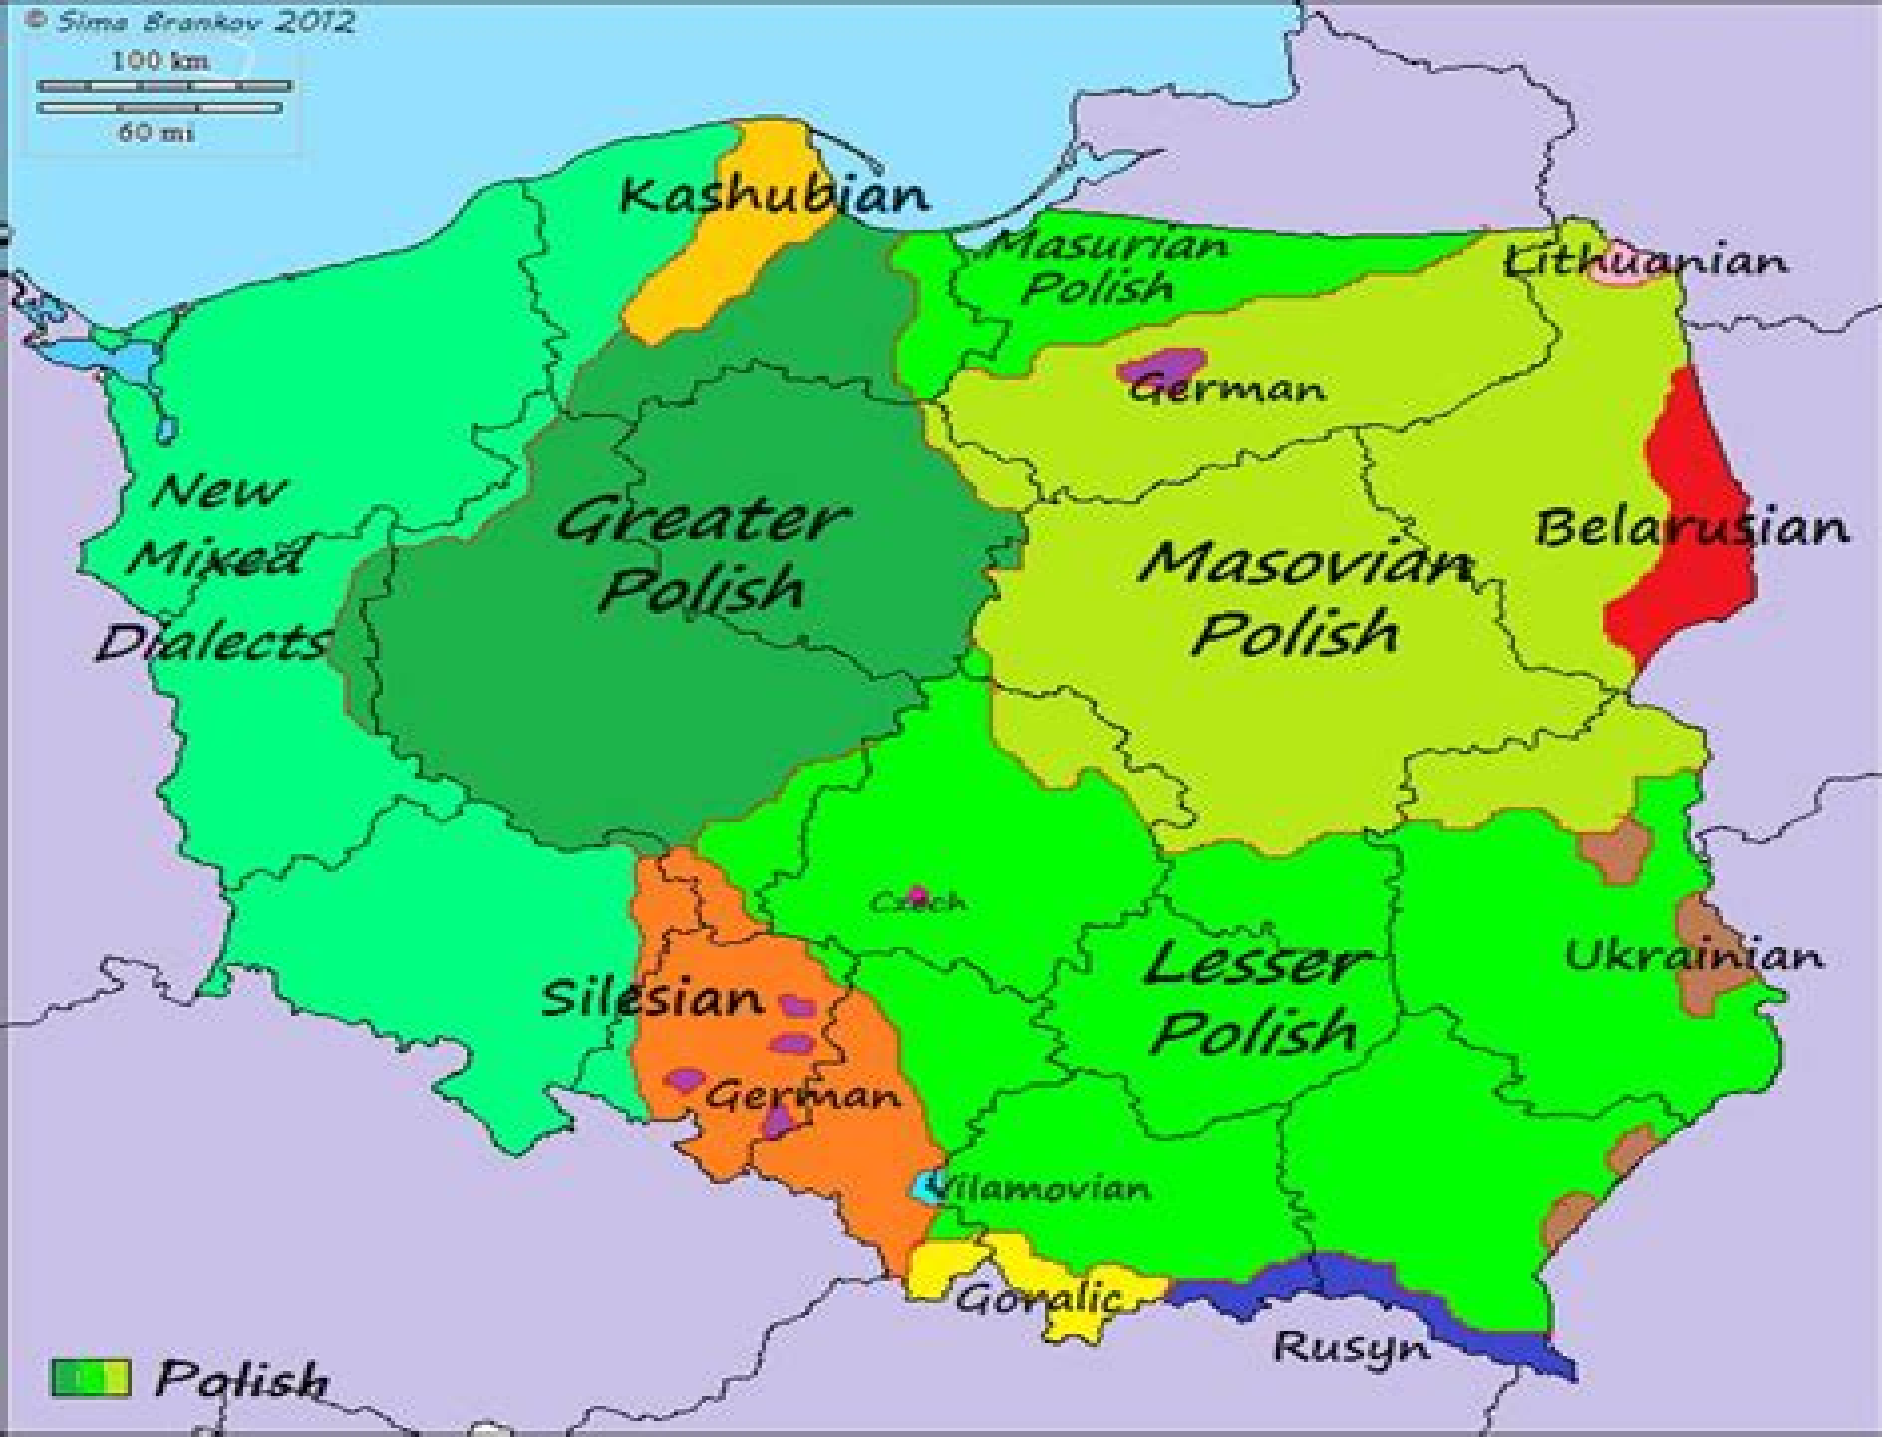 © Sima Brankov 2012
100 km
60 mi
Kashubian
Masurian
Polish
Lithuanian
German
New
Mixed
Dialects
Greater
Polish
Masovian
Polish
Belarusian
Czech
Silesian
German
Lesser
Polish
Ukrainian
Vilamovian
Goralic
Rusyn
Polish